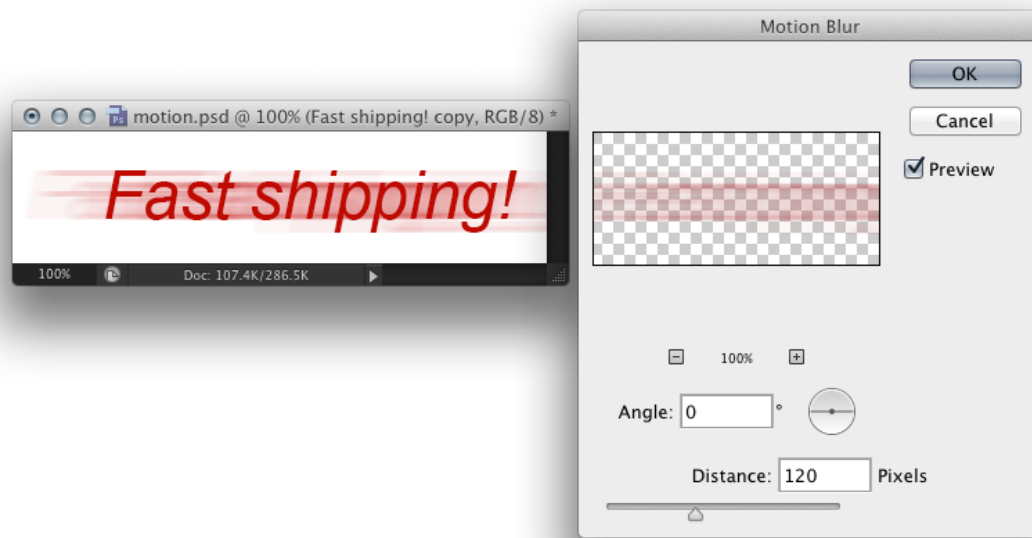 Motion Blur
OK
Cancel
Preview
motion.psd @ 100% (Fast shipping! copy, RGB/8) *
Fast shipping!
100%
Doc: 107.4K/286.5K
100%
Angle: 0 °
Distance: 120 Pixels